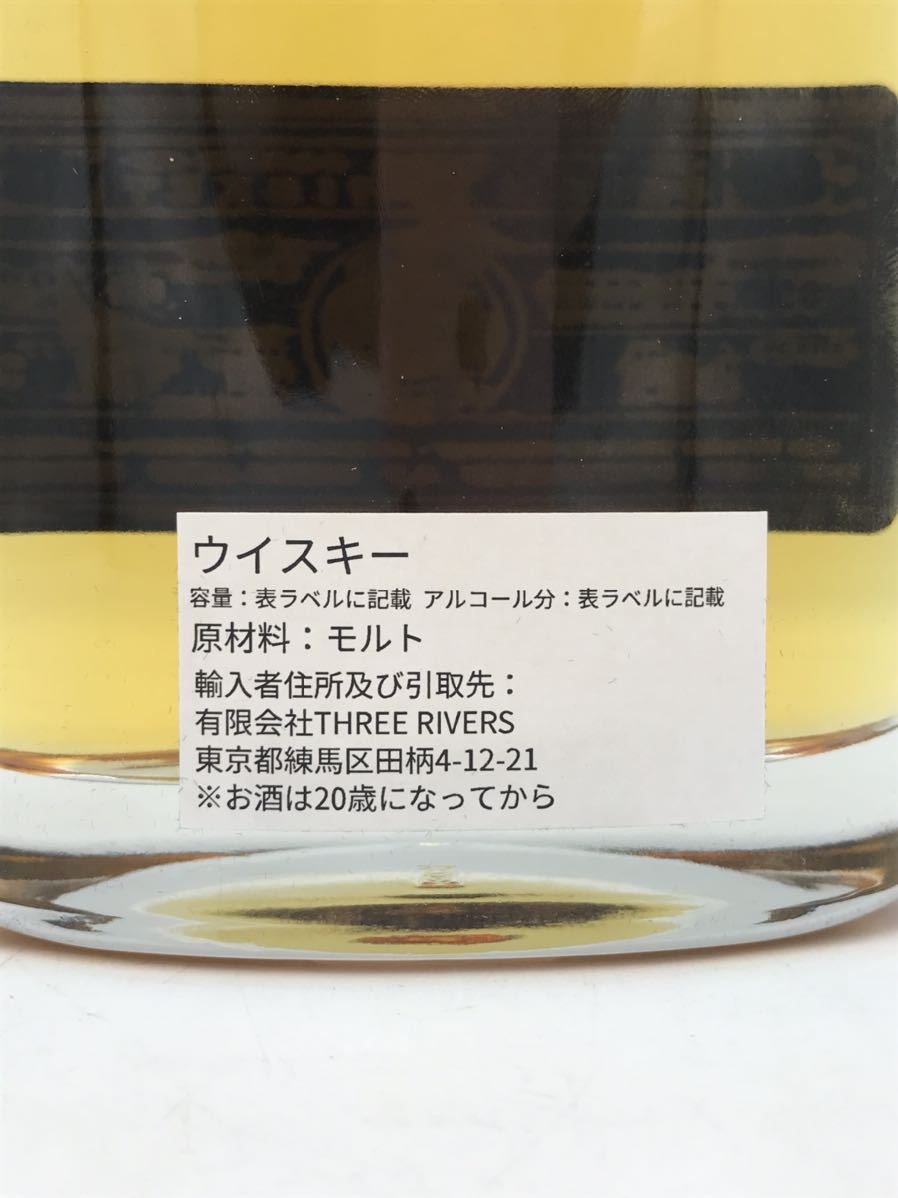 ウイスキー
容量：表ラベルに記載 アルコール分：表ラベルに記載
原材料：モルト
輸入者住所及び引取先：
有限会社THREE RIVERS
東京都練馬区田柄4-12-21
※お酒は20歳になってから